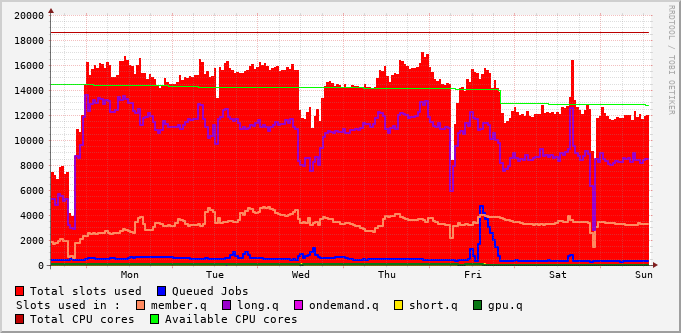 20000
18000
16000
14000
12000
10000
8000
6000
4000
2000
0
Mon Tue Wed Thu Fri Sat Sun
RRDTOOL / TOBI OETIKER
Total slots used Queued Jobs
Slots used in : member.q long.q ondemand.q short.q gpu.q
Total CPU cores Available CPU cores